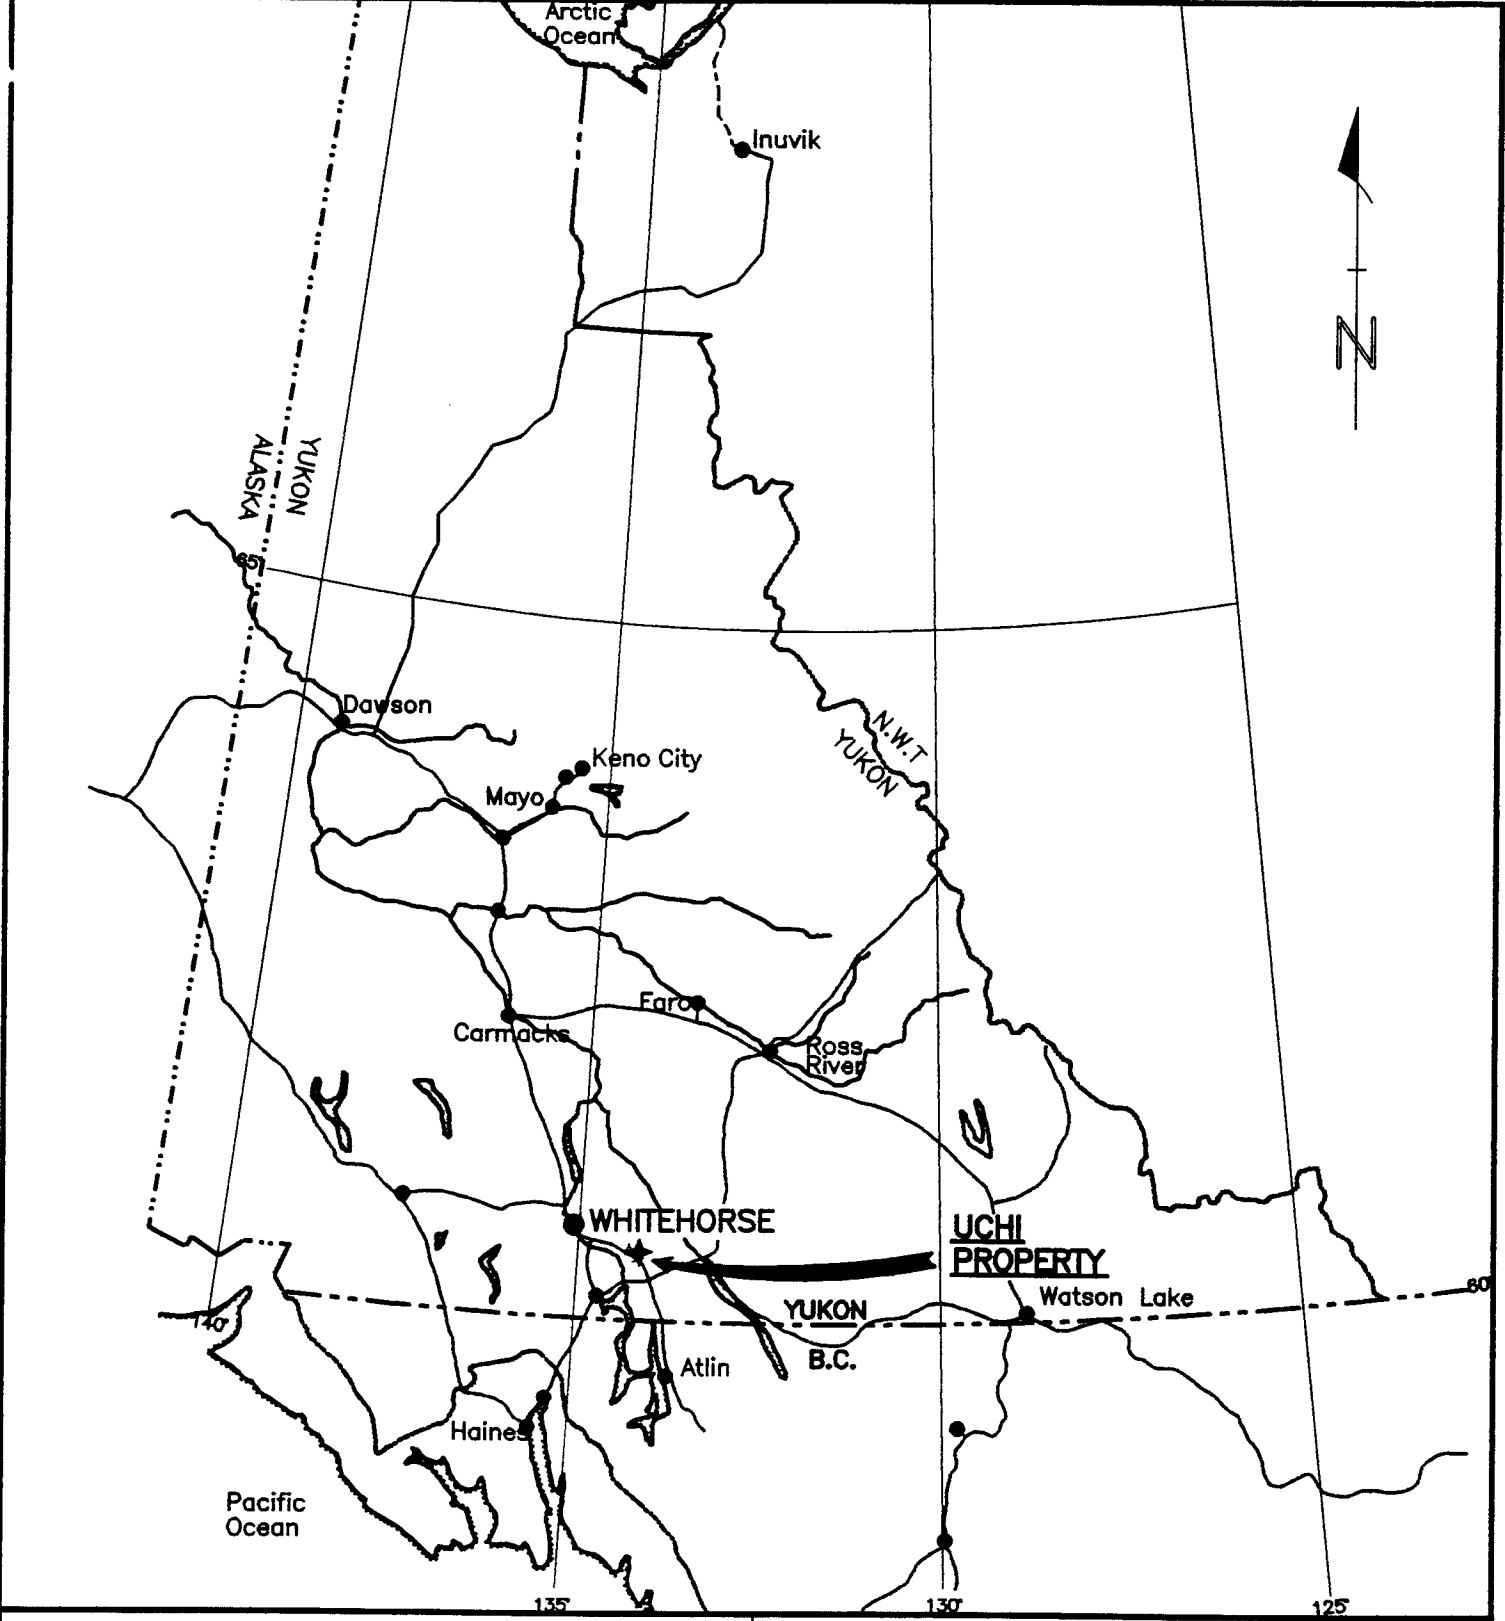 Arctic
Ocean
Inuvik
N
YUKON
ALASKA
65°
Dawson
N.W.T
YUKON
Keno City
Mayo
Faro
Carmacks
Ross
River
WHITEHORSE
UCHI
PROPERTY
60°
Watson Lake
YUKON
140°
B.C.
Atlin
Haines
Pacific
Ocean
135°
130°
125°